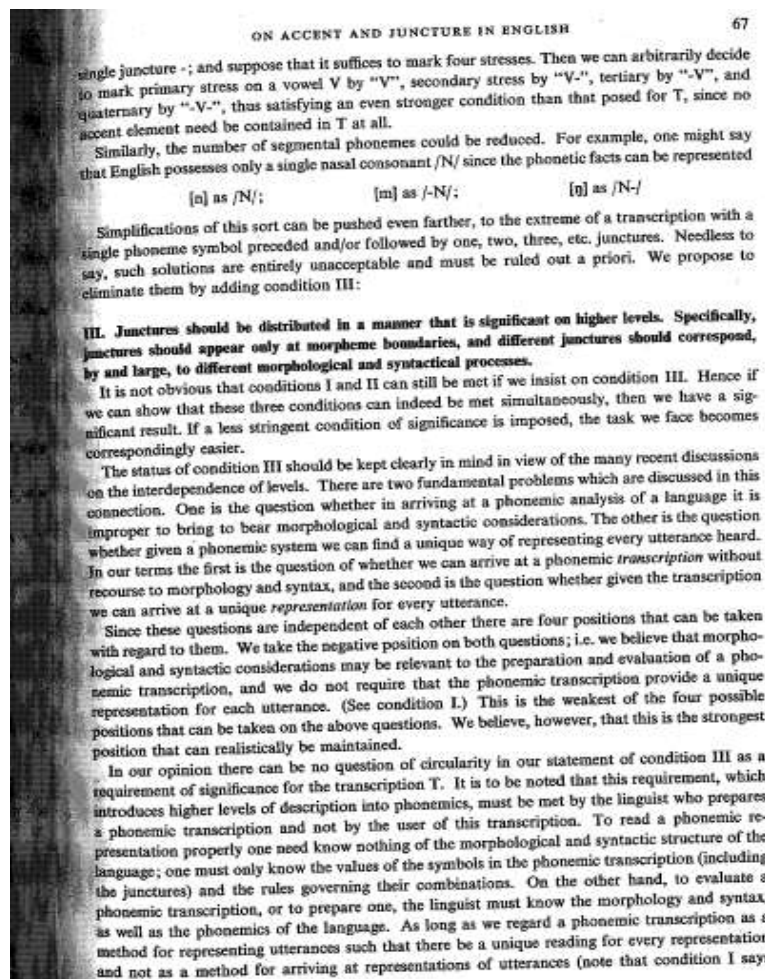 ON ACCENT AND JUNCTURE IN ENGLISH 67
single juncture -; and suppose that it suffices to mark four stresses. Then we can arbitrarily decide
to mark primary stress on a vowel V by “V”, secondary stress by “V-”, tertiary by “-V”, and
quaternary by “-V-”, thus satisfying an even stronger condition than that posed for T, since no
accent element need be contained in T at all.
Similarly, the number of segmental phonemes could be reduced. For example, one might say
that English possesses only a single nasal consonant /N/ since the phonetic facts can be represented
[n] as /N/; [m] as /-N/; [ŋ] as /N-/
Simplifications of this sort can be pushed even farther, to the extreme of a transcription with a
single phoneme symbol preceded and/or followed by one, two, three, etc. junctures. Needless to
say, such solutions are entirely unacceptable and must be ruled out a priori. We propose to
eliminate them by adding condition III:
III. Junctures should be distributed in a manner that is significant on higher levels. Specifically,
junctures should appear only at morpheme boundaries, and different junctures should correspond,
by and large, to different morphological and syntactical processes.
It is not obvious that conditions I and II can still be met if we insist on condition III. Hence if
we can show that these three conditions can indeed be met simultaneously, then we have a sig-
nificant result. If a less stringent condition of significance is imposed, the task we face becomes
correspondingly easier.
The status of condition III should be kept clearly in mind in view of the many recent discussions
on the interdependence of levels. There are two fundamental problems which are discussed in this
connection. One is the question whether in arriving at a phonemic analysis of a language it is
improper to bring to bear morphological and syntactic considerations. The other is the question
whether given a phonemic system we can find a unique way of representing every utterance heard.
In our terms the first is the question of whether we can arrive at a phonemic transcription without
recourse to morphology and syntax, and the second is the question whether given the transcription
we can arrive at a unique representation for every utterance.
Since these questions are independent of each other there are four positions that can be taken
with regard to them. We take the negative position on both questions; i.e. we believe that morpho-
logical and syntactic considerations may be relevant to the preparation and evaluation of a pho-
nemic transcription, and we do not require that the phonemic transcription provide a unique
representation for each utterance. (See condition I.) This is the weakest of the four possible
positions that can be taken on the above questions. We believe, however, that this is the strongest
position that can realistically be maintained.
In our opinion there can be no question of circularity in our statement of condition III as a
requirement of significance for the transcription T. It is to be noted that this requirement, which
introduces higher levels of description into phonemics, must be met by the linguist who prepares
a phonemic transcription and not by the user of this transcription. To read a phonemic re-
presentation properly one need know nothing of the morphological and syntactic structure of the
language; one must only know the values of the symbols in the phonemic transcription (including
the junctures) and the rules governing their combinations. On the other hand, to evaluate a
phonemic transcription, or to prepare one, the linguist must know the morphology and syntax
as well as the phonemics of the language. As long as we regard a phonemic transcription as a
method for representing utterances such that there be a unique reading for every representation
and not as a method for arriving at representations of utterances (note that condition I say